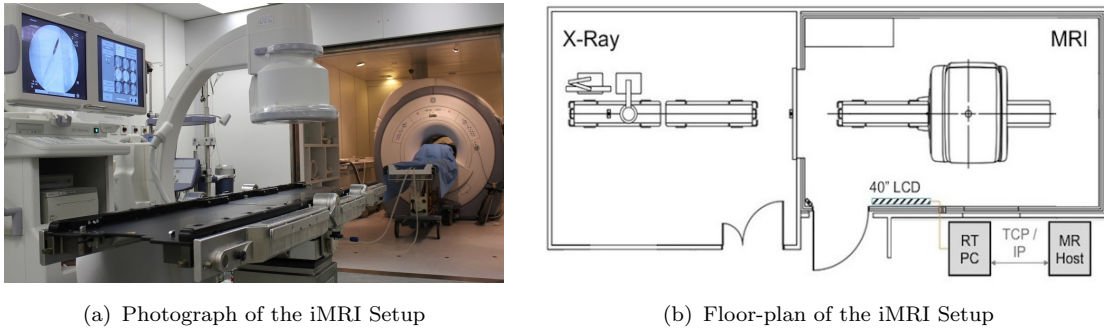 X-Ray
MRI
40" LCD
RT
PC
TCP /
IP
MR
Host
(a) Photograph of the iMRI Setup
(b) Floor-plan of the iMRI Setup